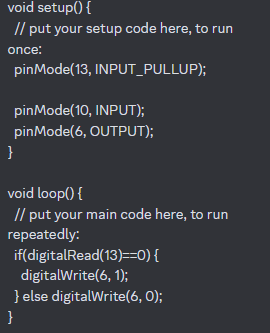 void setup() {
  // put your setup code here, to run
once:
  pinMode(13, INPUT_PULLUP);

  pinMode(10, INPUT);
  pinMode(6, OUTPUT);
}

void loop() {
  // put your main code here, to run
repeatedly:
  if(digitalRead(13)==0) {
    digitalWrite(6, 1);
  } else digitalWrite(6, 0);
}